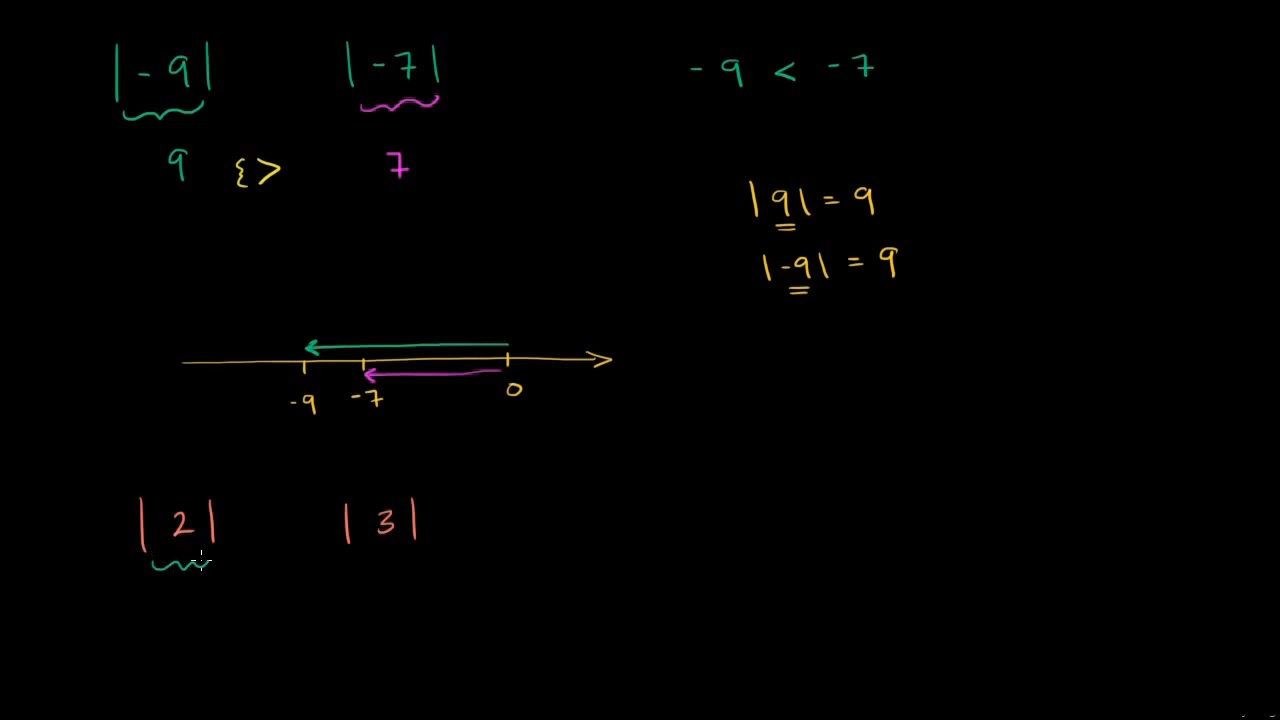 |-9| |-7| -9 < -7
9 {> 7
|9| = 9
|-9| = 9
-9 -7 0
|2| |3|